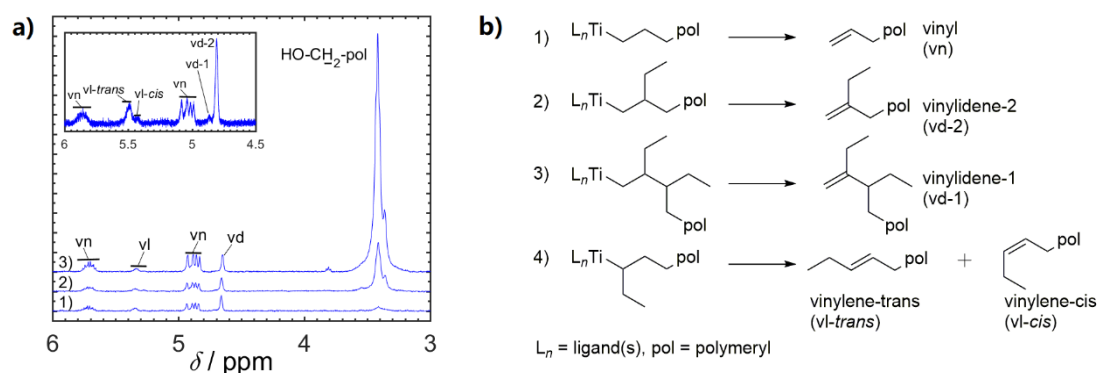 a)
vd-2
HO-CH2-pol
vd-1
vl-trans
vn
vl-cis
vn
6 5.5 5 4.5
vn
vl
vn
vd
3)
2)
1)
6 5 4 3
δ / ppm
b)
1) LnTi pol pol vinyl
(vn)
2) LnTi pol pol vinylidene-2
(vd-2)
3) LnTi pol pol vinylidene-1
(vd-1)
4) LnTi pol pol + pol
vinylene-trans vinylene-cis
(vl-trans) (vl-cis)
Ln = ligand(s), pol = polymeryl